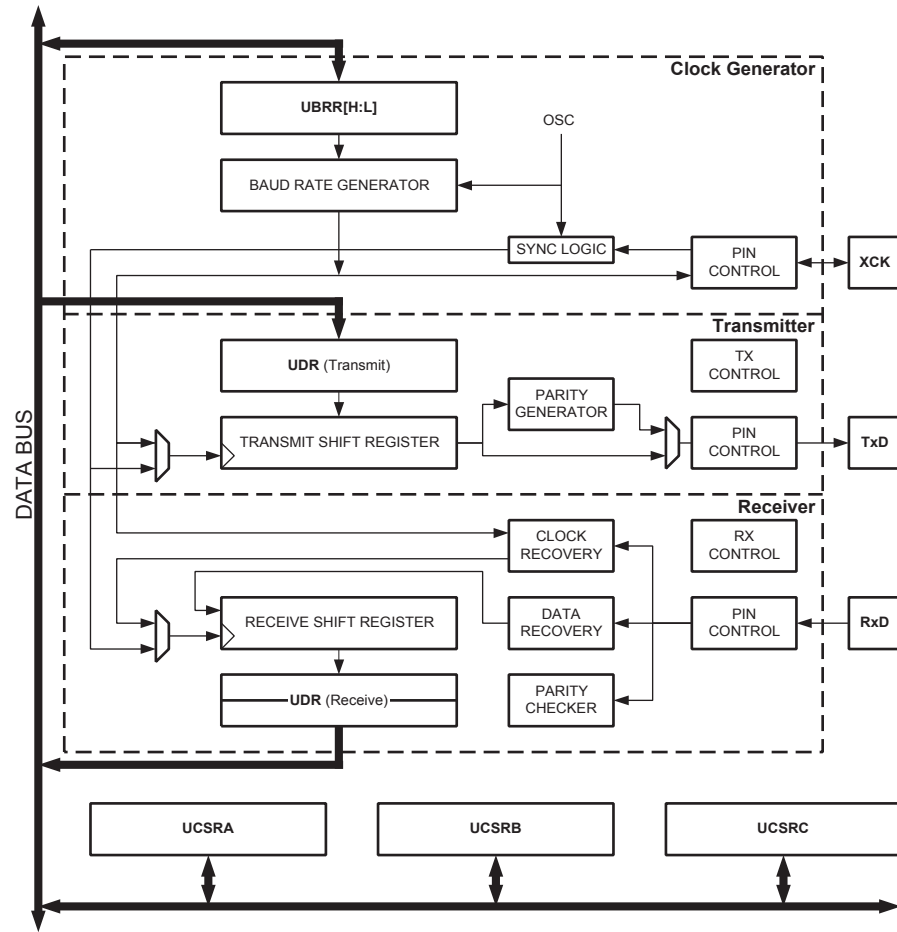 Clock Generator
UBRR[H:L]
OSC
BAUD RATE GENERATOR
SYNC LOGIC
PIN
CONTROL
XCK
Transmitter
UDR (Transmit)
TX
CONTROL
PARITY
GENERATOR
TRANSMIT SHIFT REGISTER
PIN
CONTROL
TxD
DATA BUS
Receiver
CLOCK
RECOVERY
RX
CONTROL
RECEIVE SHIFT REGISTER
DATA
RECOVERY
PIN
CONTROL
RxD
UDR (Receive)
PARITY
CHECKER
UCSRA
UCSRB
UCSRC